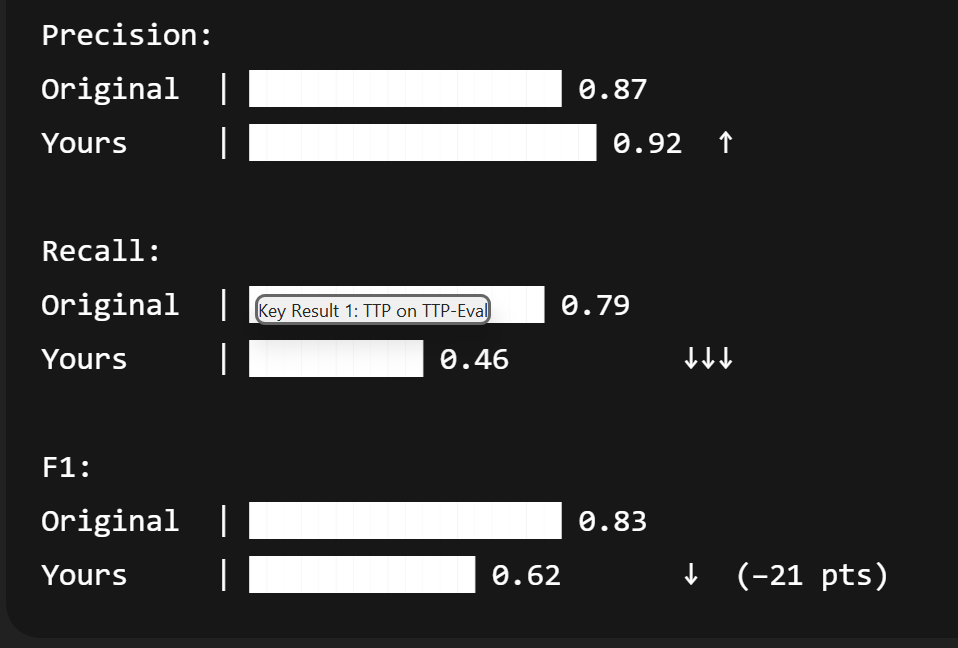 Precision:
Original | 0.87
Yours | 0.92 ↑
Recall:
Original | 0.79
Key Result 1: TTP on TTP-Eval
Yours | 0.46 ↓↓↓
F1:
Original | 0.83
Yours | 0.62 ↓ (−21 pts)